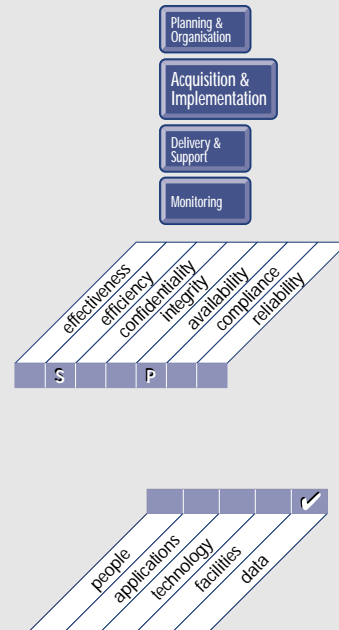 Planning &
Organisation
Acquisition &
Implementation
Delivery &
Support
Monitoring
effectiveness
efficiency
confidentiality
integrity
availability
compliance
reliability
S P
✓
people
applications
technology
facilities
data